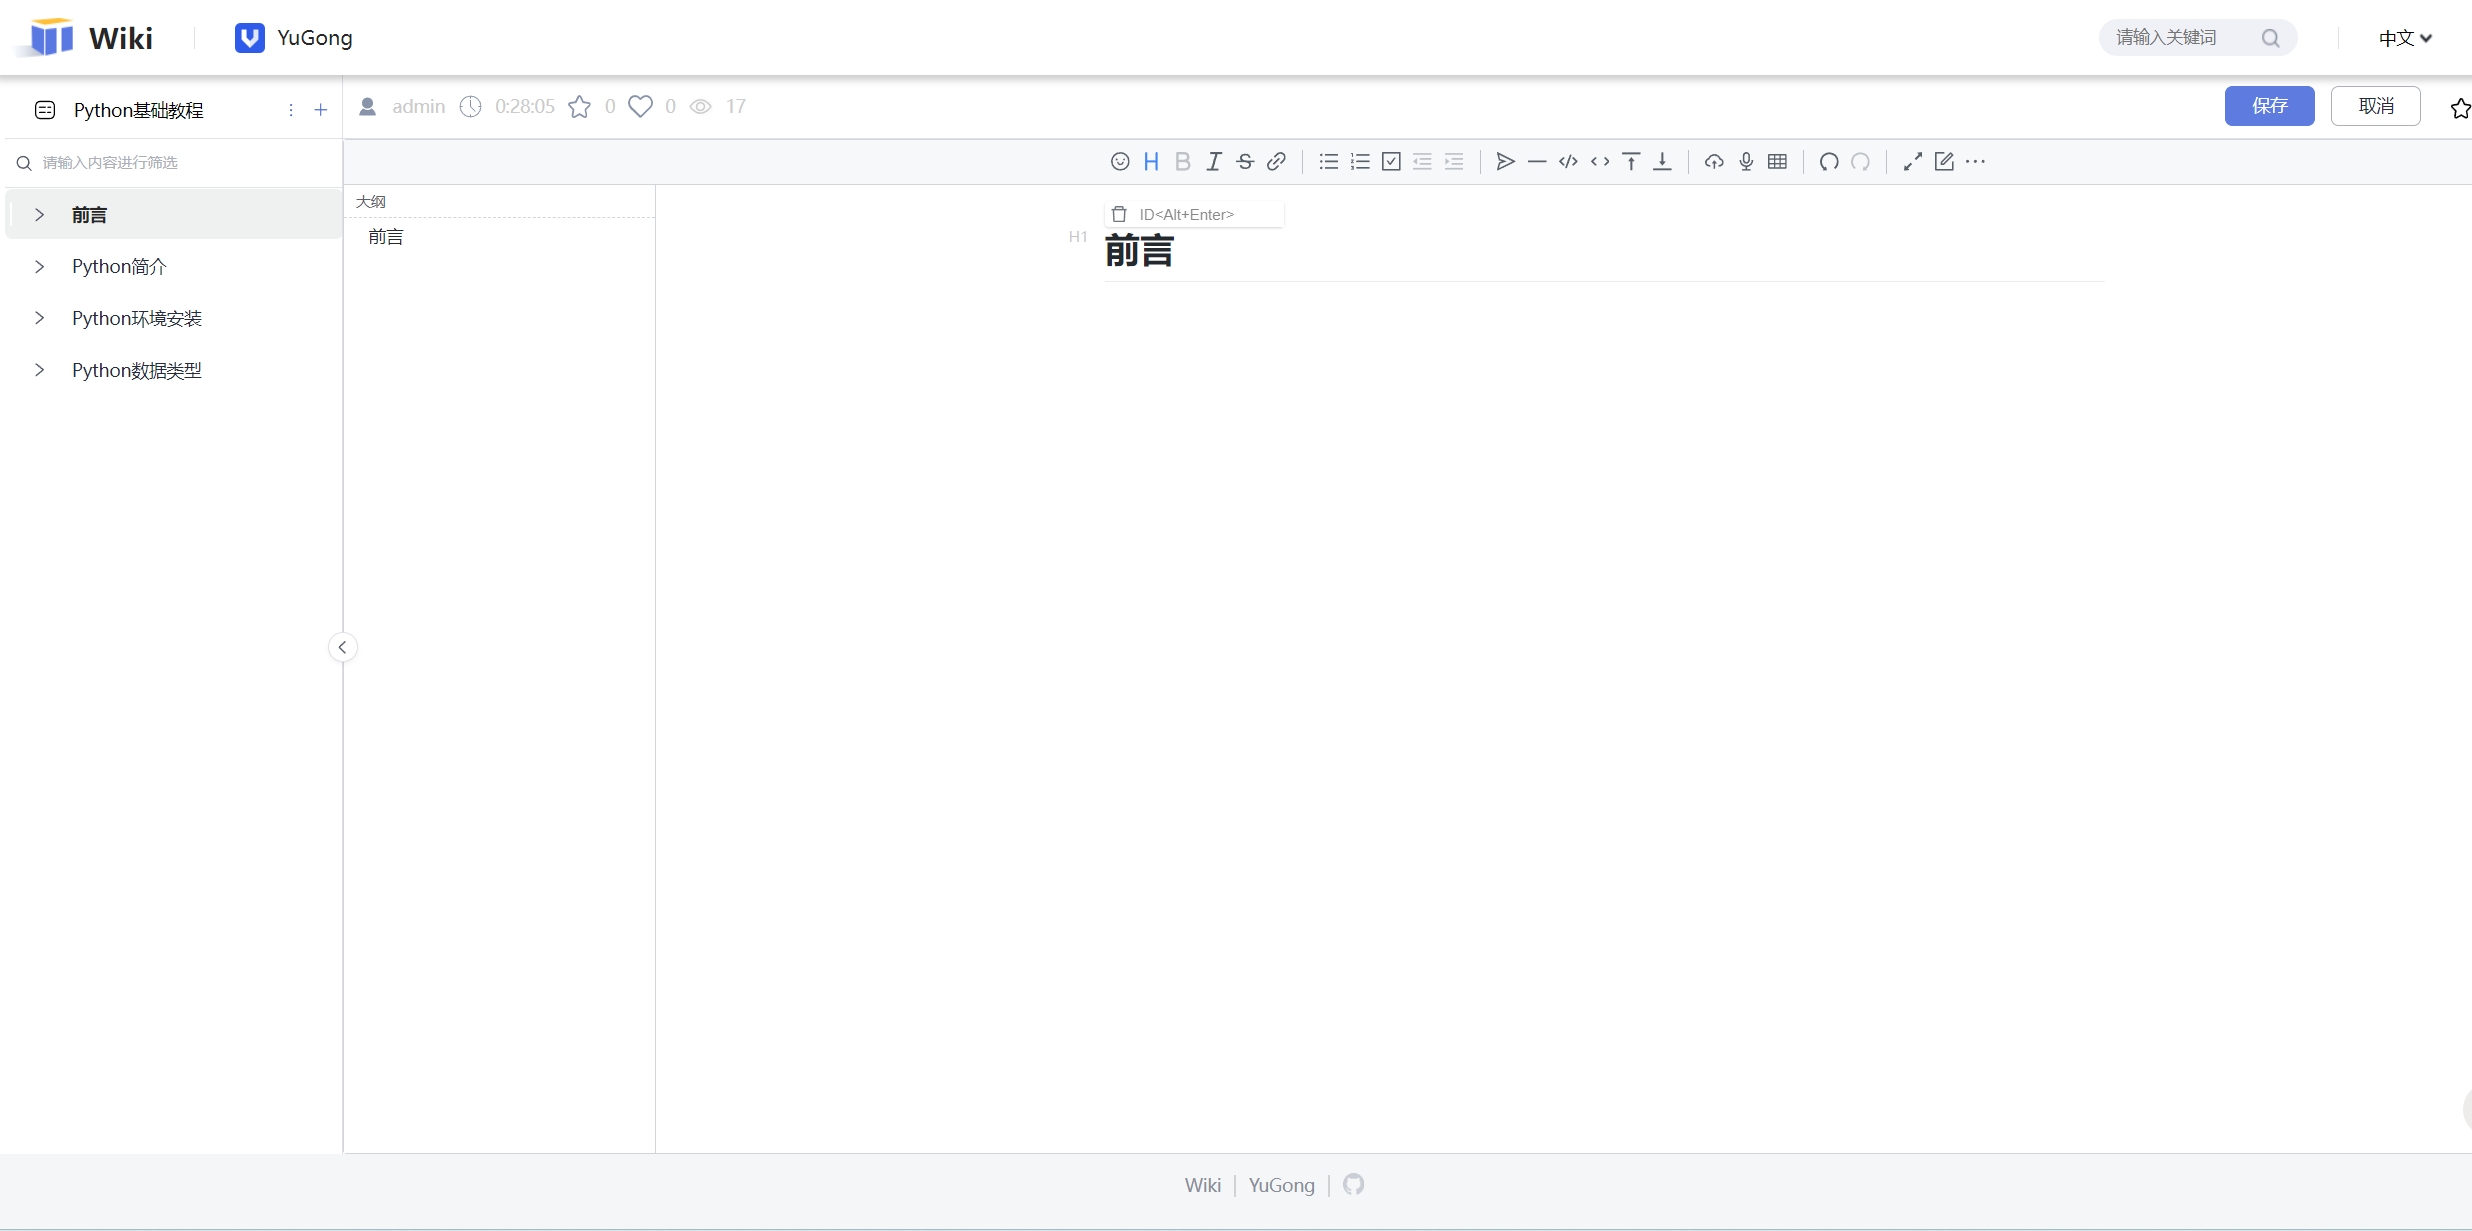 Wiki
YuGong
请输入关键词
中文
Python基础教程
admin 0:28:05 0 0 17
保存
取消
请输入内容进行筛选
前言
Python简介
Python环境安装
Python数据类型
大纲
前言
ID<Alt+Enter>
H1
前言
Wiki
YuGong